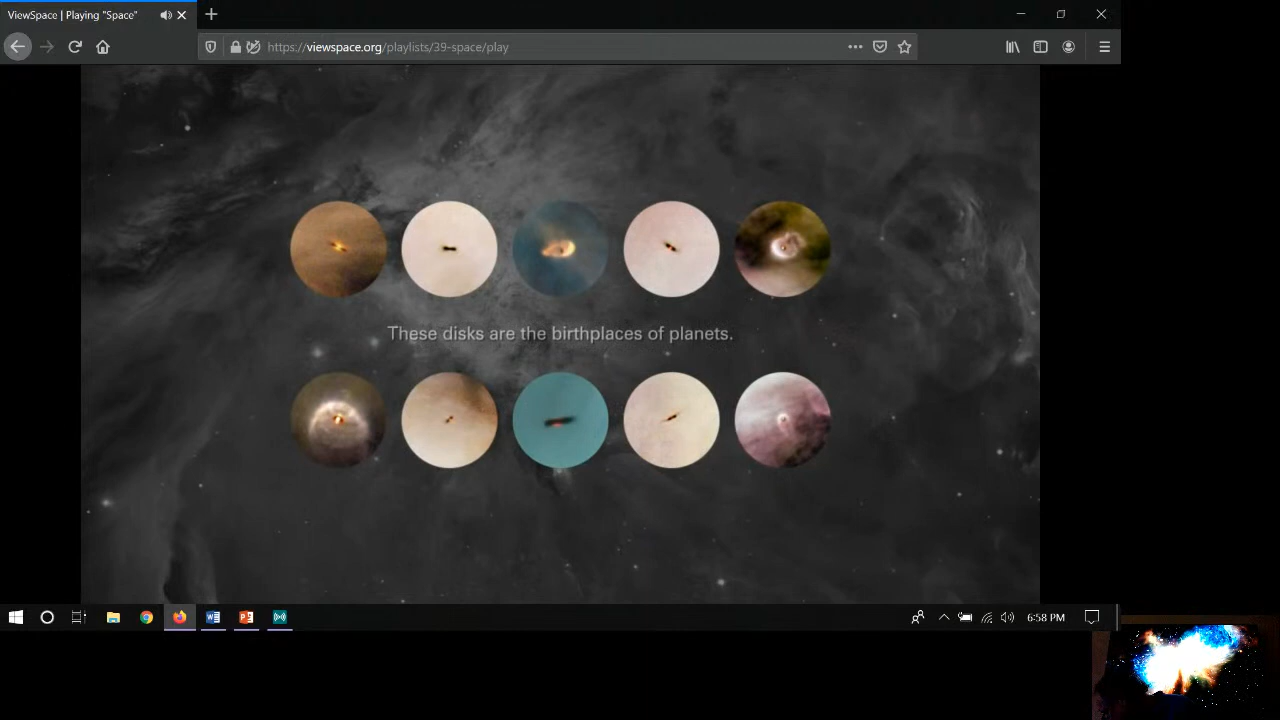 ViewSpace | Playing "Space"
https://viewspace.org/playlists/39-space/play
These disks are the birthplaces of planets.
6:58 PM